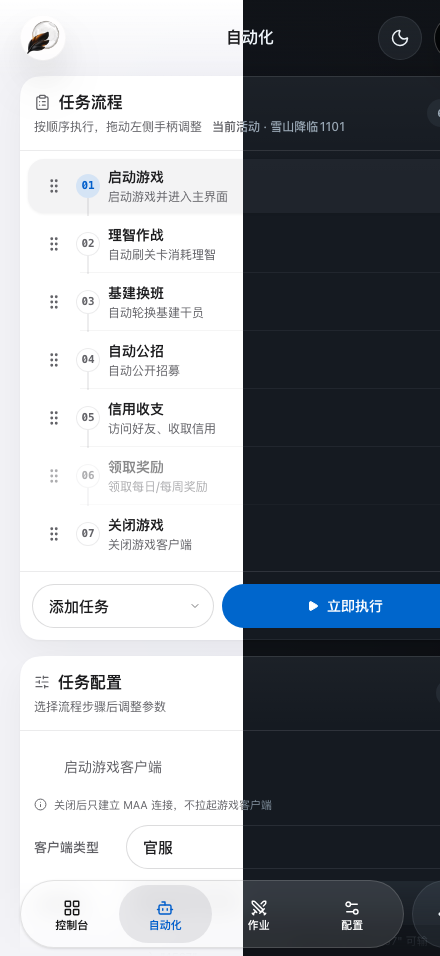 自动化
任务流程
按顺序执行，拖动左侧手柄调整 当前活动 · 雪山降临1101
01 启动游戏
启动游戏并进入主界面
02 理智作战
自动刷关卡消耗理智
03 基建换班
自动轮换基建干员
04 自动公招
自动公开招募
05 信用收支
访问好友、收取信用
06 领取奖励
领取每日/每周奖励
07 关闭游戏
关闭游戏客户端
添加任务 立即执行
任务配置
选择流程步骤后调整参数
启动游戏客户端
关闭后只建立 MAA 连接，不拉起游戏客户端
客户端类型 官服
控制台 自动化 作业 配置